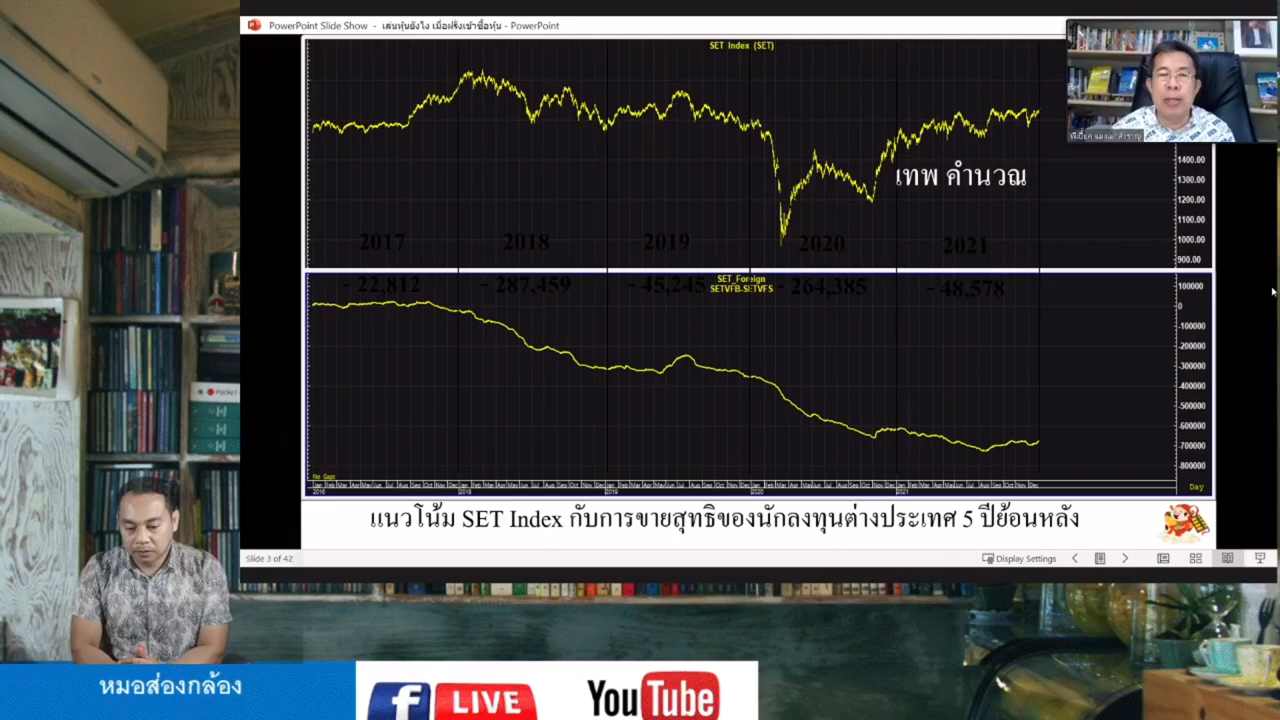 PowerPoint Slide Show - เล่นหุ้นยังไง เมื่อฝรั่งเข้าซื้อหุ้น - PowerPoint
SET Index (SET)
เทพ คำนวณ
1400.00
1300.00
1200.00
1100.00
1000.00
900.00
2017 2018 2019 2020 2021
- 22,812 - 287,459 - 45,245 - 264,385 - 48,578
SET_Foreign
SETVFB-SETVFS
100000
0
-100000
-200000
-300000
-400000
-500000
-600000
-700000
-800000
No Gaps
Day
แนวโน้ม SET Index กับการขายสุทธิของนักลงทุนต่างประเทศ 5 ปีย้อนหลัง
Slide 3 of 42
Display Settings
หมอส่องกล้อง
f LIVE
YouTube